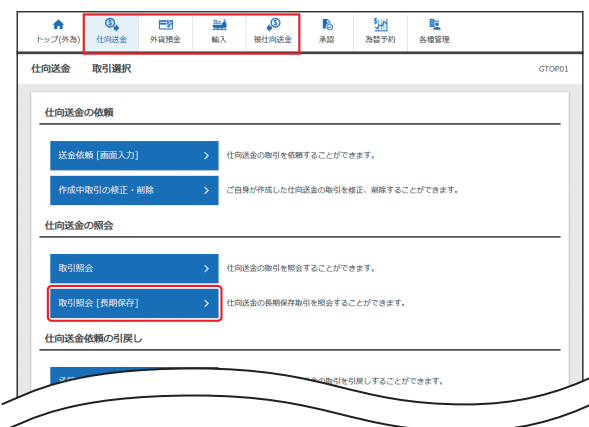 トップ(外為) 仕向送金 外貨預金 輸入 被仕向送金 承認 為替予約 各種管理
仕向送金 取引選択 GTOP01
仕向送金の依頼
送金依頼 [画面入力] 仕向送金の取引を依頼することができます。
作成中取引の修正・削除 ご自身が作成した仕向送金の取引を修正、削除することができます。
仕向送金の照会
取引照会 仕向送金の取引を照会することができます。
取引照会 [長期保存] 仕向送金の長期保存取引を照会することができます。
仕向送金依頼の引戻し
の取引を引戻しすることができます。